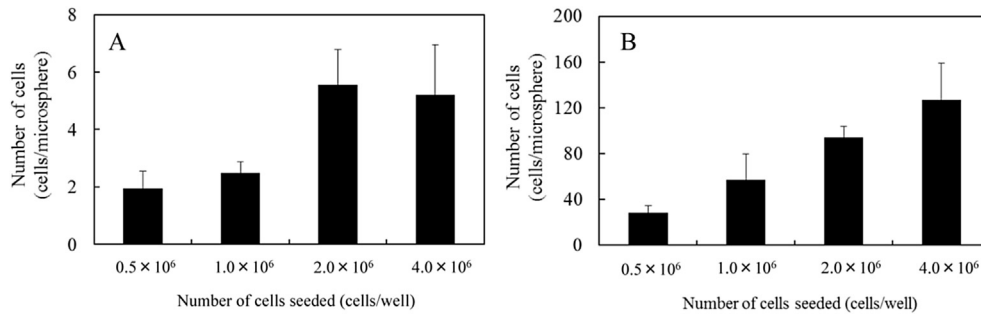 A
Number of cells
(cells/microsphere)
8
6
4
2
0
0.5 × 10⁶ 1.0 × 10⁶ 2.0 × 10⁶ 4.0 × 10⁶
Number of cells seeded (cells/well)
B
Number of cells
(cells/microsphere)
200
160
120
80
40
0
0.5 × 10⁶ 1.0 × 10⁶ 2.0 × 10⁶ 4.0 × 10⁶
Number of cells seeded (cells/well)